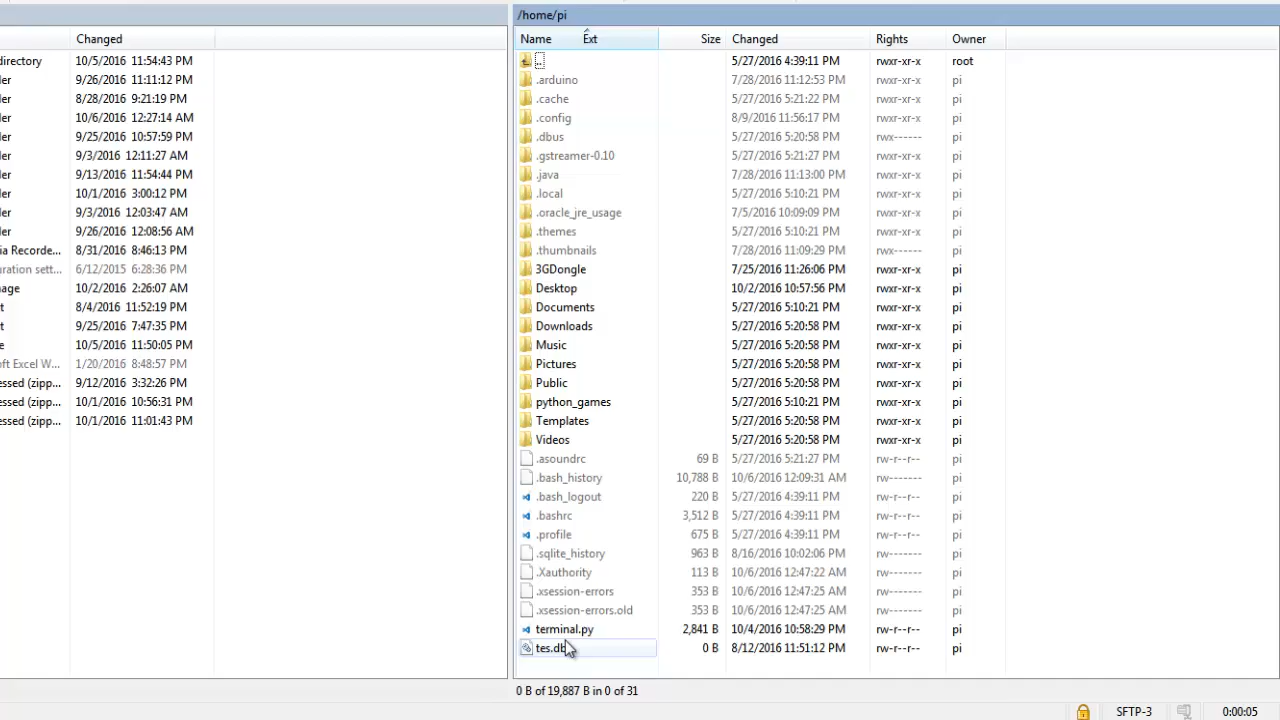 /home/pi
Changed
directory 10/5/2016 11:54:43 PM
der 9/26/2016 11:11:12 PM
der 8/28/2016 9:21:19 PM
der 10/6/2016 12:27:14 AM
der 9/25/2016 10:57:59 PM
der 9/3/2016 12:11:27 AM
der 9/13/2016 11:54:44 PM
der 10/1/2016 3:00:12 PM
der 9/3/2016 12:03:47 AM
der 9/26/2016 12:08:56 AM
ia Recorde... 8/31/2016 8:46:13 PM
uration sett... 6/12/2015 6:28:36 PM
mage 10/2/2016 2:26:07 AM
t 8/4/2016 11:52:19 PM
t 9/25/2016 7:47:35 PM
e 10/5/2016 11:50:05 PM
oft Excel W... 1/20/2016 8:48:57 PM
essed (zipp... 9/12/2016 3:32:26 PM
essed (zipp... 10/1/2016 10:56:31 PM
essed (zipp... 10/1/2016 11:01:43 PM
Name Ext Size Changed Rights Owner
.. 5/27/2016 4:39:11 PM rwxr-xr-x root
.arduino 7/28/2016 11:12:53 PM rwxr-xr-x pi
.cache 5/27/2016 5:21:22 PM rwxr-xr-x pi
.config 8/9/2016 11:56:17 PM rwxr-xr-x pi
.dbus 5/27/2016 5:20:58 PM rwx------ pi
.gstreamer-0.10 5/27/2016 5:21:27 PM rwxr-xr-x pi
.java 7/28/2016 11:13:00 PM rwxr-xr-x pi
.local 5/27/2016 5:10:21 PM rwxr-xr-x pi
.oracle_jre_usage 7/5/2016 10:09:09 PM rwxr-xr-x pi
.themes 5/27/2016 5:10:21 PM rwxr-xr-x pi
.thumbnails 7/28/2016 11:09:29 PM rwx------ pi
3GDongle 7/25/2016 11:26:06 PM rwxr-xr-x pi
Desktop 10/2/2016 10:57:56 PM rwxr-xr-x pi
Documents 5/27/2016 5:10:21 PM rwxr-xr-x pi
Downloads 5/27/2016 5:20:58 PM rwxr-xr-x pi
Music 5/27/2016 5:20:58 PM rwxr-xr-x pi
Pictures 5/27/2016 5:20:58 PM rwxr-xr-x pi
Public 5/27/2016 5:20:58 PM rwxr-xr-x pi
python_games 5/27/2016 5:10:21 PM rwxr-xr-x pi
Templates 5/27/2016 5:20:58 PM rwxr-xr-x pi
Videos 5/27/2016 5:20:58 PM rwxr-xr-x pi
.asoundrc 69 B 5/27/2016 5:21:27 PM rw-r--r-- pi
.bash_history 10,788 B 10/6/2016 12:09:31 AM rw------- pi
.bash_logout 220 B 5/27/2016 4:39:11 PM rw-r--r-- pi
.bashrc 3,512 B 5/27/2016 4:39:11 PM rw-r--r-- pi
.profile 675 B 5/27/2016 4:39:11 PM rw-r--r-- pi
.sqlite_history 963 B 8/16/2016 10:02:06 PM rw------- pi
.Xauthority 113 B 10/6/2016 12:47:22 AM rw------- pi
.xsession-errors 353 B 10/6/2016 12:47:25 AM rw------- pi
.xsession-errors.old 353 B 10/6/2016 12:47:25 AM rw------- pi
terminal.py 2,841 B 10/4/2016 10:58:29 PM rw-r--r-- pi
tes.db 0 B 8/12/2016 11:51:12 PM rw-r--r-- pi
0 B of 19,887 B in 0 of 31
SFTP-3 0:00:05